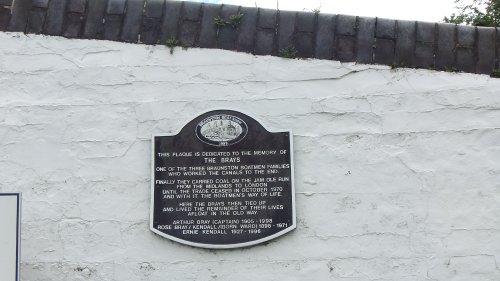 THIS PLAQUE IS DEDICATED TO THE MEMORY OF
THE BRAYS
ONE OF THE THREE BRAUNSTON BOATMEN FAMILIES
WHO WORKED THE CANALS TO THE END.
FINALLY THEY CARRIED COAL ON THE JAM OLE RUN
FROM THE MIDLANDS TO LONDON
UNTIL THE TRADE CEASED IN OCTOBER 1970
AND WITH IT THE BOATMEN'S WAY OF LIFE.
HERE THE BRAYS THEN TIED UP
AND LIVED THE REMAINDER OF THEIR LIVES
AFLOAT IN THE OLD WAY
ARTHUR BRAY (CAPTAIN) 1905 - 1998
ROSE BRAY / KENDALL /(BORN WARD) 1898 - 1971
ERNIE KENDALL 1927 - 1996